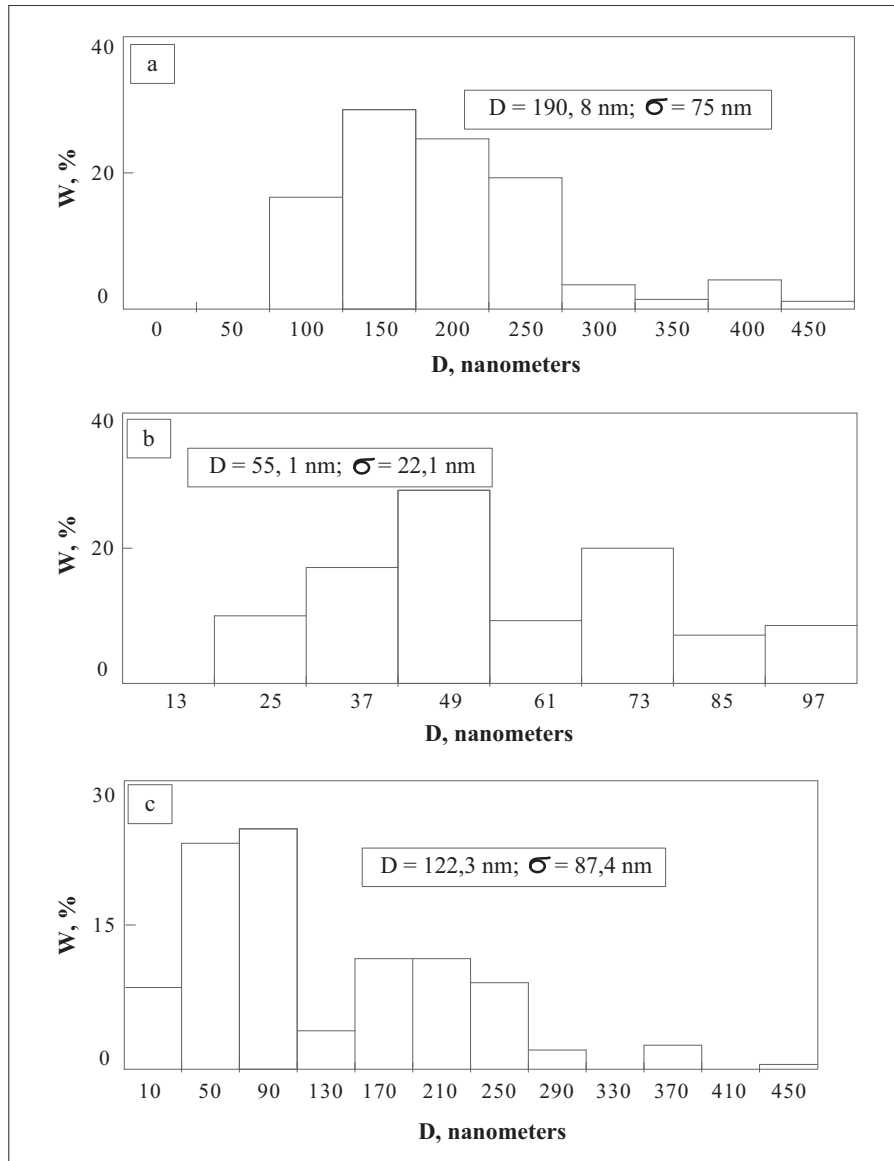 40
a
D = 190, 8 nm; σ = 75 nm
W, %
20
0
0 50 100 150 200 250 300 350 400 450
D, nanometers
40
b
D = 55, 1 nm; σ = 22,1 nm
W, %
20
0
13 25 37 49 61 73 85 97
D, nanometers
30
c
D = 122,3 nm; σ = 87,4 nm
W, %
15
0
10 50 90 130 170 210 250 290 330 370 410 450
D, nanometers